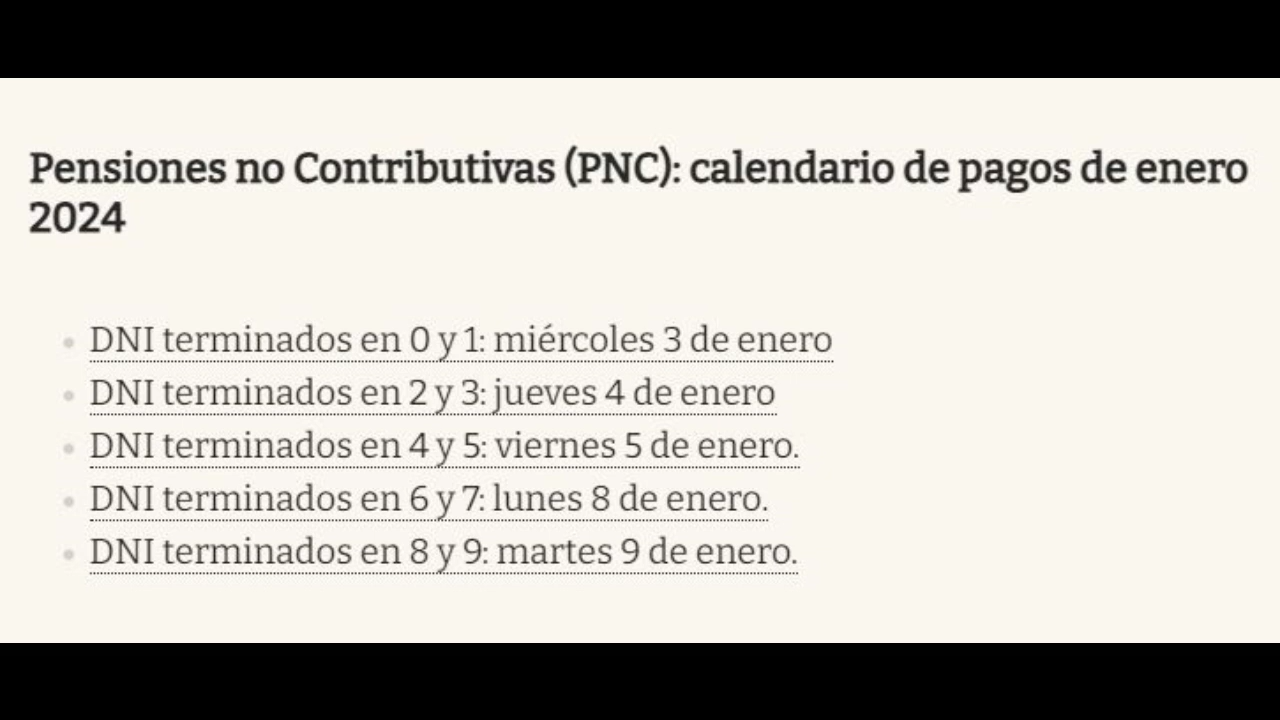 Pensiones no Contributivas (PNC): calendario de pagos de enero
2024
DNI terminados en 0 y 1: miércoles 3 de enero
DNI terminados en 2 y 3: jueves 4 de enero
DNI terminados en 4 y 5: viernes 5 de enero.
DNI terminados en 6 y 7: lunes 8 de enero.
DNI terminados en 8 y 9: martes 9 de enero.